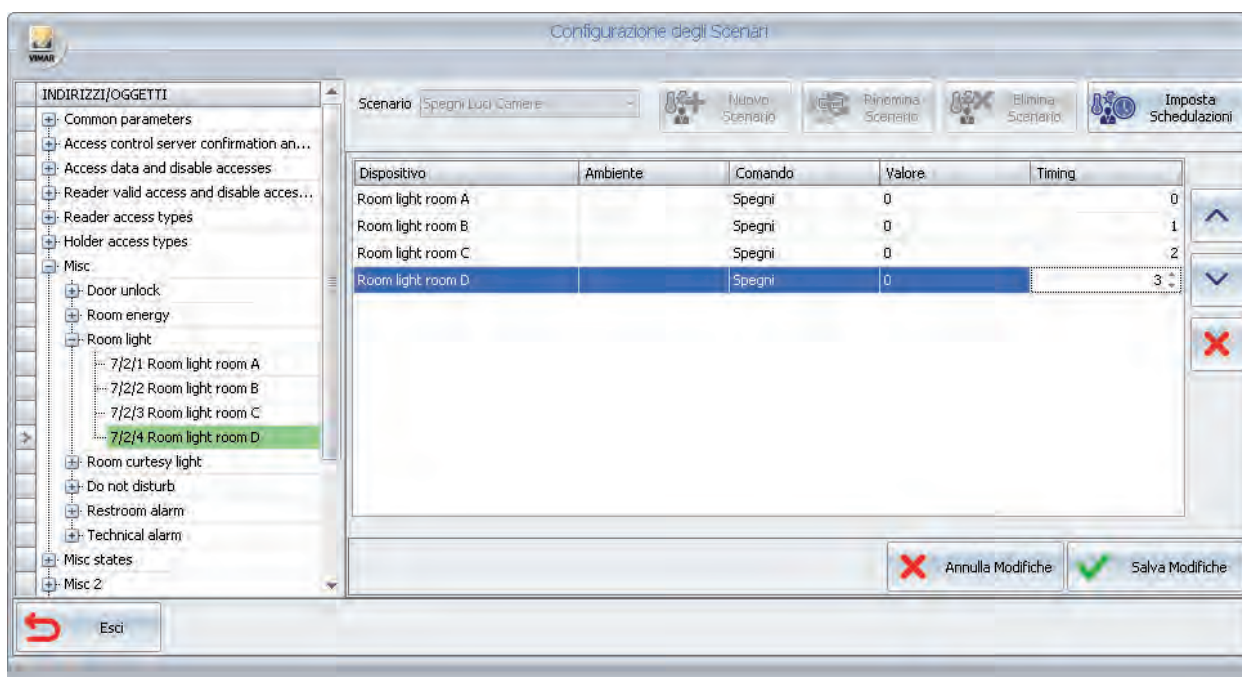 Configurazione degli Scenari
VIMAR
INDIRIZZI/OGGETTI
Common parameters
Access control server confirmation an...
Access data and disable accesses
Reader valid access and disable acces...
Reader access types
Holder access types
Misc
Door unlock
Room energy
Room light
7/2/1 Room light room A
7/2/2 Room light room B
7/2/3 Room light room C
7/2/4 Room light room D
Room curtesy light
Do not disturb
Restroom alarm
Technical alarm
Misc states
Misc 2
Scenario Spegni Luci Camere
Nuovo
Scenario
Rinomina
Scenario
Elimina
Scenario
Imposta
Schedulazioni
Dispositivo Ambiente Comando Valore Timing
Room light room A Spegni 0 0
Room light room B Spegni 0 1
Room light room C Spegni 0 2
Room light room D Spegni 0 3
Annulla Modifiche
Salva Modifiche
Esci